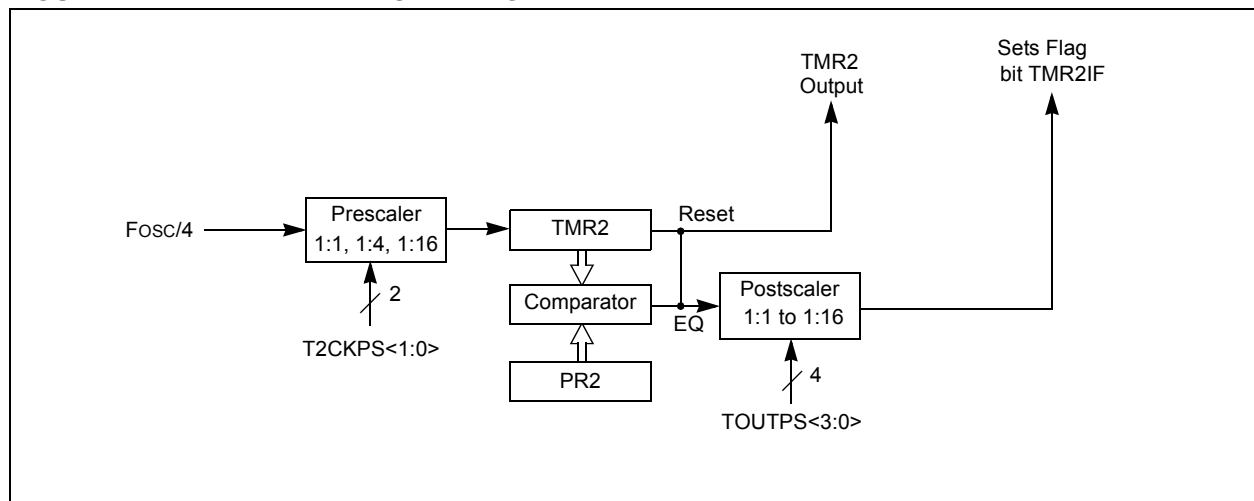 TMR2
Output
Sets Flag
bit TMR2IF
FOSC/4
Prescaler
1:1, 1:4, 1:16
2
T2CKPS<1:0>
TMR2
Reset
Comparator
EQ
PR2
Postscaler
1:1 to 1:16
4
TOUTPS<3:0>